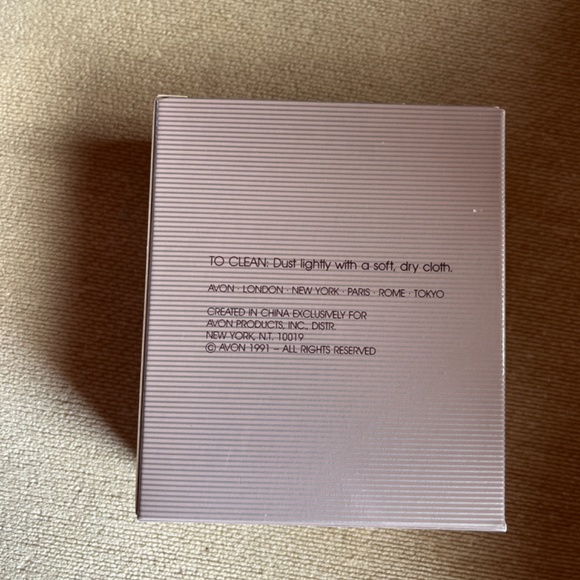 TO CLEAN: Dust lightly with a soft, dry cloth.
AVON · LONDON · NEW YORK · PARIS · ROME · TOKYO
CREATED IN CHINA EXCLUSIVELY FOR
AVON PRODUCTS, INC., DISTR.
NEW YORK, N.Y. 10019
© AVON 1991 – ALL RIGHTS RESERVED